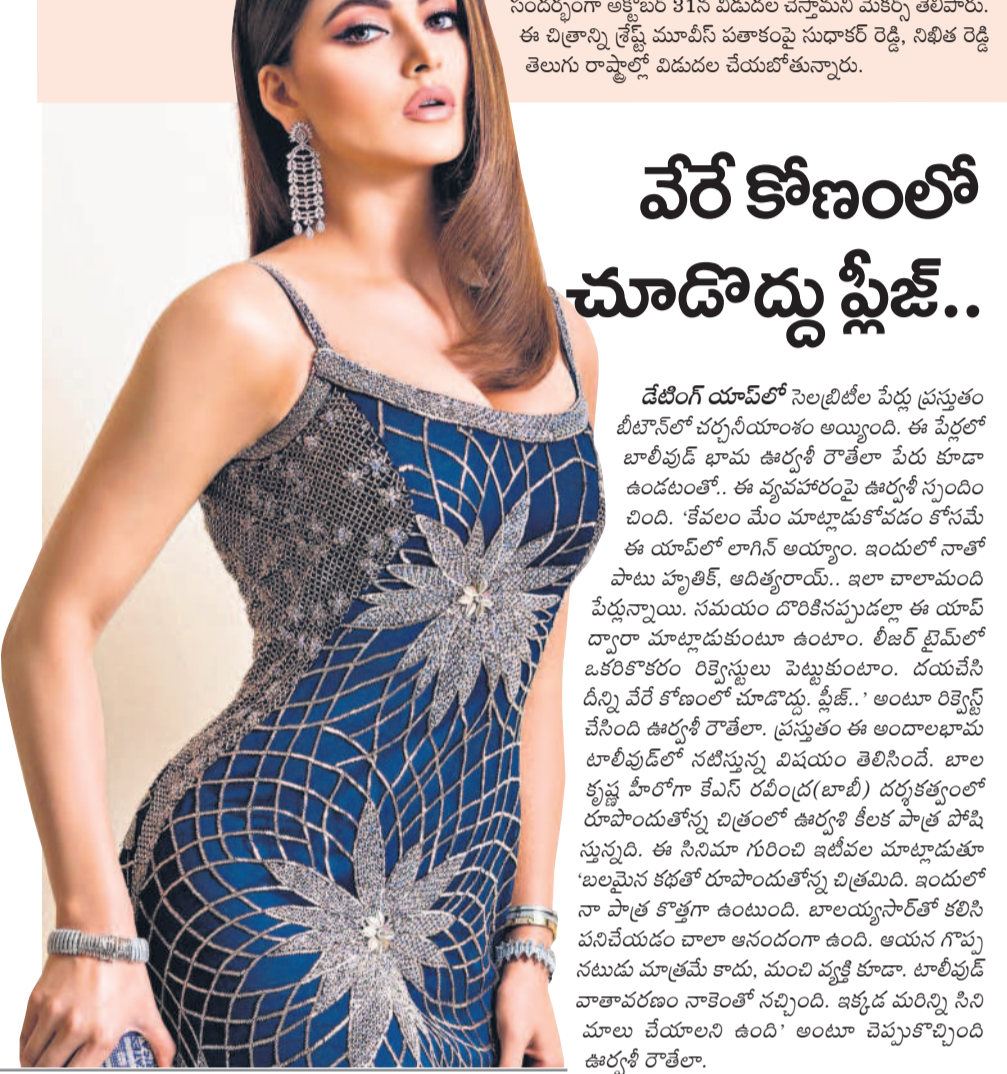 సందర్భంగా అక్టోబర్ 31న విడుదల చేస్తామని మేకర్స్ తెలిపారు.
ఈ చిత్రాన్ని శ్రేష్ట్ మూవీస్ పతాకంపై సుధాకర్ రెడ్డి, నిఖిత రెడ్డి
తెలుగు రాష్ట్రాల్లో విడుదల చేయబోతున్నారు.
వేరే కోణంలో
చూడొద్దు ప్లీజ్..
డేటింగ్ యాప్‌లో సెలబ్రిటీల పేర్లు ప్రస్తుతం
బీటౌన్‌లో చర్చనీయాంశం అయ్యింది. ఈ పేర్లలో
బాలీవుడ్ భామ ఊర్వశీ రౌతేలా పేరు కూడా
ఉండటంతో.. ఈ వ్యవహారంపై ఊర్వశీ స్పందిం
చింది. ‘కేవలం మేం మాట్లాడుకోవడం కోసమే
ఈ యాప్‌లో లాగిన్ అయ్యాం. ఇందులో నాతో
పాటు హృతిక్, ఆదిత్యరాయ్.. ఇలా చాలామంది
పేర్లున్నాయి. సమయం దొరికినప్పుడల్లా ఈ యాప్
ద్వారా మాట్లాడుకుంటూ ఉంటాం. లీజర్ టైమ్‌లో
ఒకరికొకరం రిక్వెస్టులు పెట్టుకుంటాం. దయచేసి
దీన్ని వేరే కోణంలో చూడొద్దు. ప్లీజ్..’ అంటూ రిక్వెస్ట్
చేసింది ఊర్వశీ రౌతేలా. ప్రస్తుతం ఈ అందాలభామ
టాలీవుడ్‌లో నటిస్తున్న విషయం తెలిసిందే. బాల
కృష్ణ హీరోగా కేఎస్ రవీంద్ర(బాబీ) దర్శకత్వంలో
రూపొందుతోన్న చిత్రంలో ఊర్వశి కీలక పాత్ర పోషి
స్తున్నది. ఈ సినిమా గురించి ఇటీవల మాట్లాడుతూ
‘బలమైన కథతో రూపొందుతోన్న చిత్రమిది. ఇందులో
నా పాత్ర కొత్తగా ఉంటుంది. బాలయ్యసార్‌తో కలిసి
పనిచేయడం చాలా ఆనందంగా ఉంది. ఆయన గొప్ప
నటుడు మాత్రమే కాదు, మంచి వ్యక్తి కూడా. టాలీవుడ్
వాతావరణం నాకెంతో నచ్చింది. ఇక్కడ మరిన్ని సిని
మాలు చేయాలని ఉంది’ అంటూ చెప్పుకొచ్చింది
ఊర్వశీ రౌతేలా.